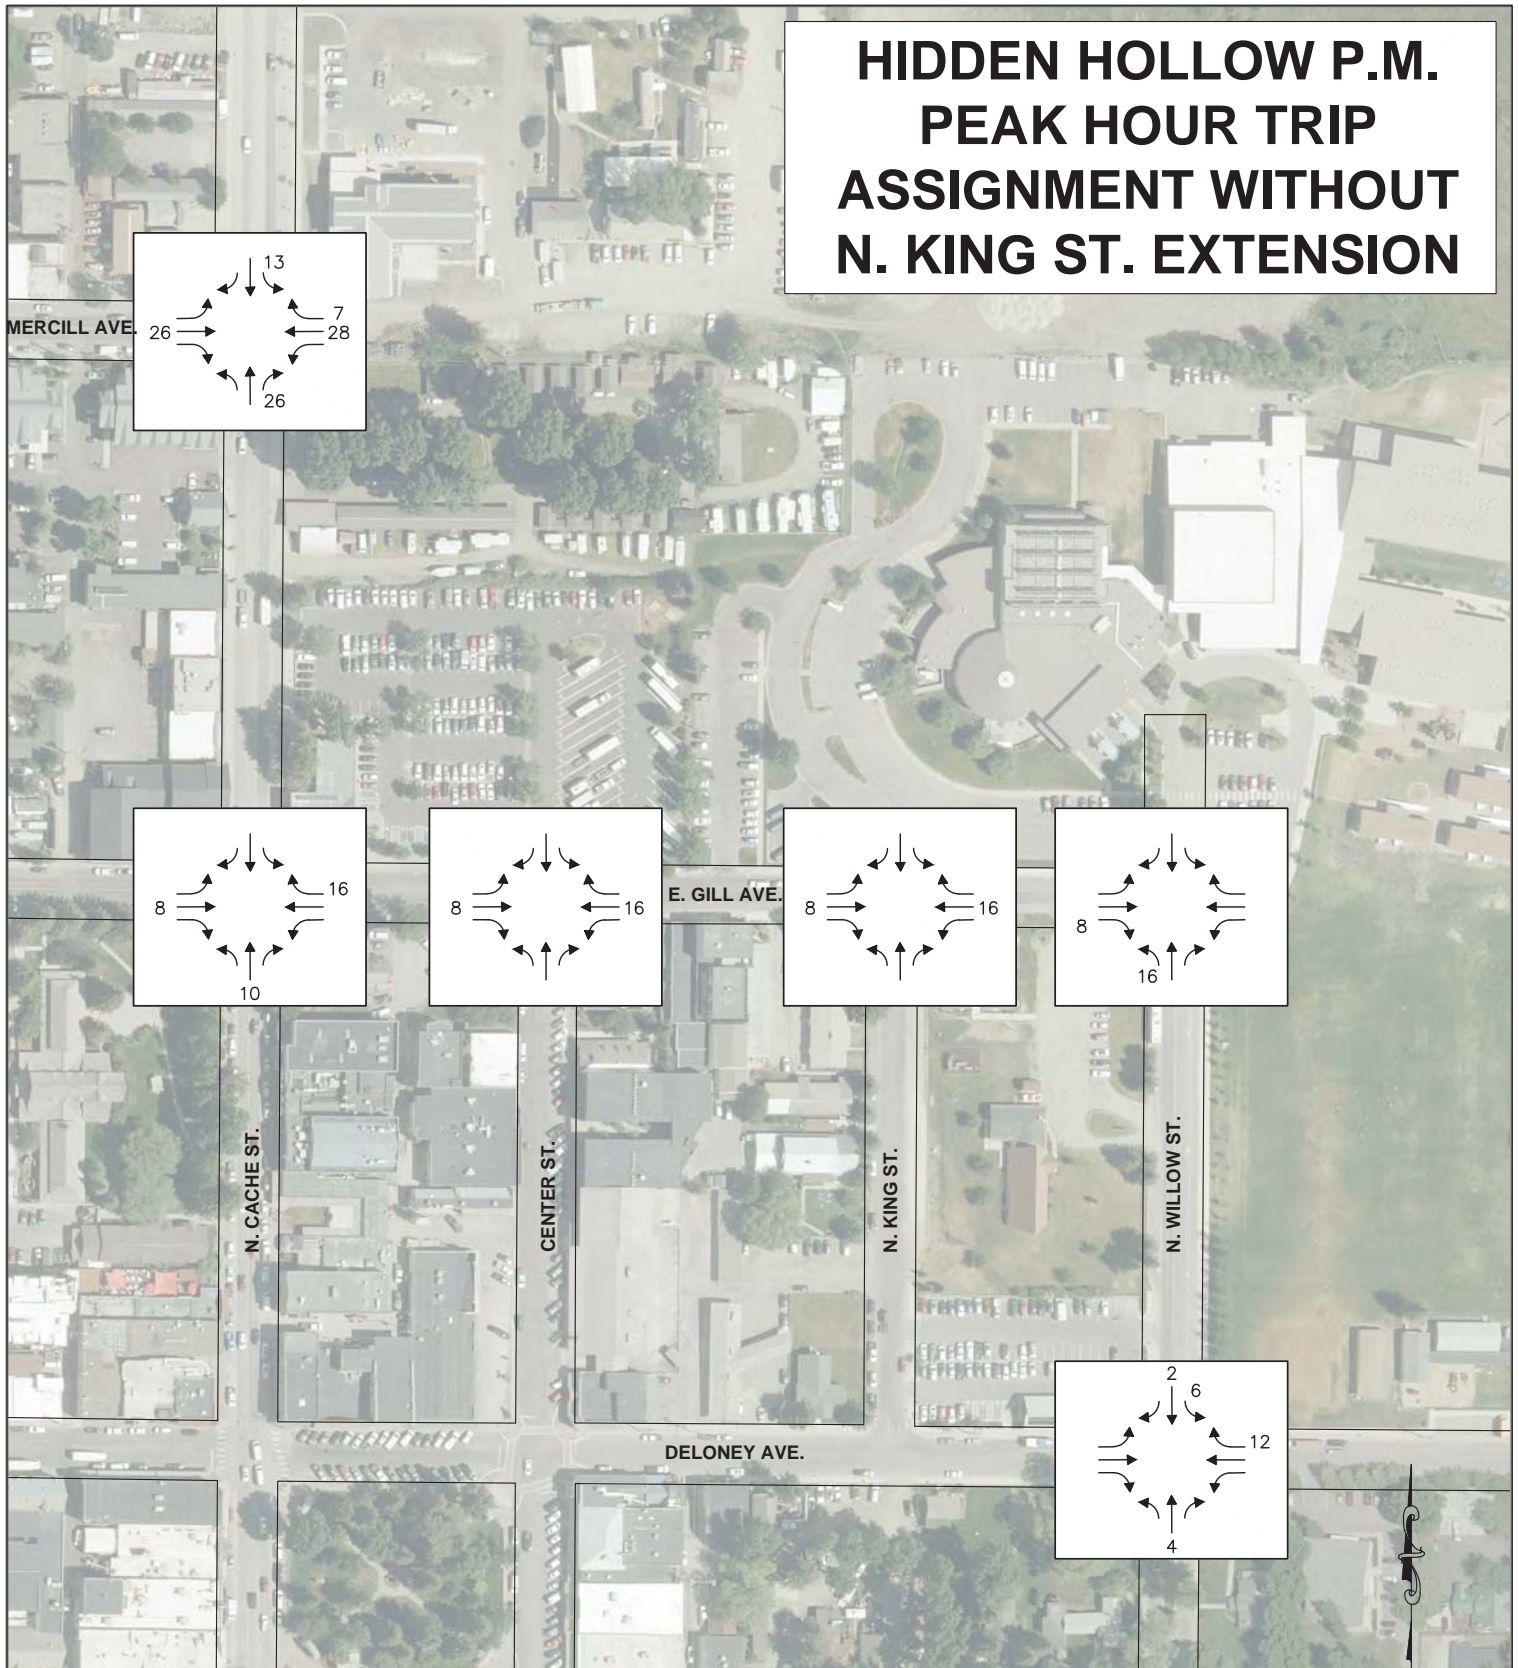 HIDDEN HOLLOW P.M.
PEAK HOUR TRIP
ASSIGNMENT WITHOUT
N. KING ST. EXTENSION
13
MERCILL AVE.
26
7
28
26
8
16
10
8
16
E. GILL AVE.
8
16
8
16
N. CACHE ST.
CENTER ST.
N. KING ST.
N. WILLOW ST.
2
6
12
4
DELONEY AVE.